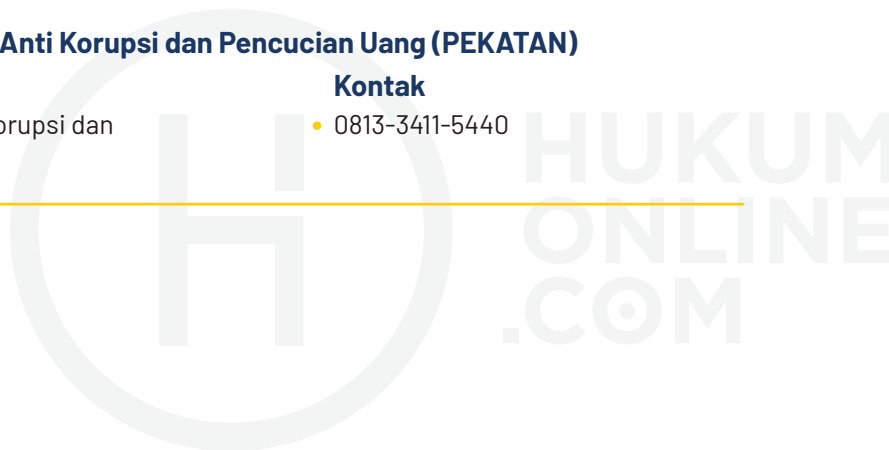 Anti Korupsi dan Pencucian Uang (PEKATAN)
Kontak
orupsi dan
• 0813-3411-5440
HUKUM
ONLINE
.COM